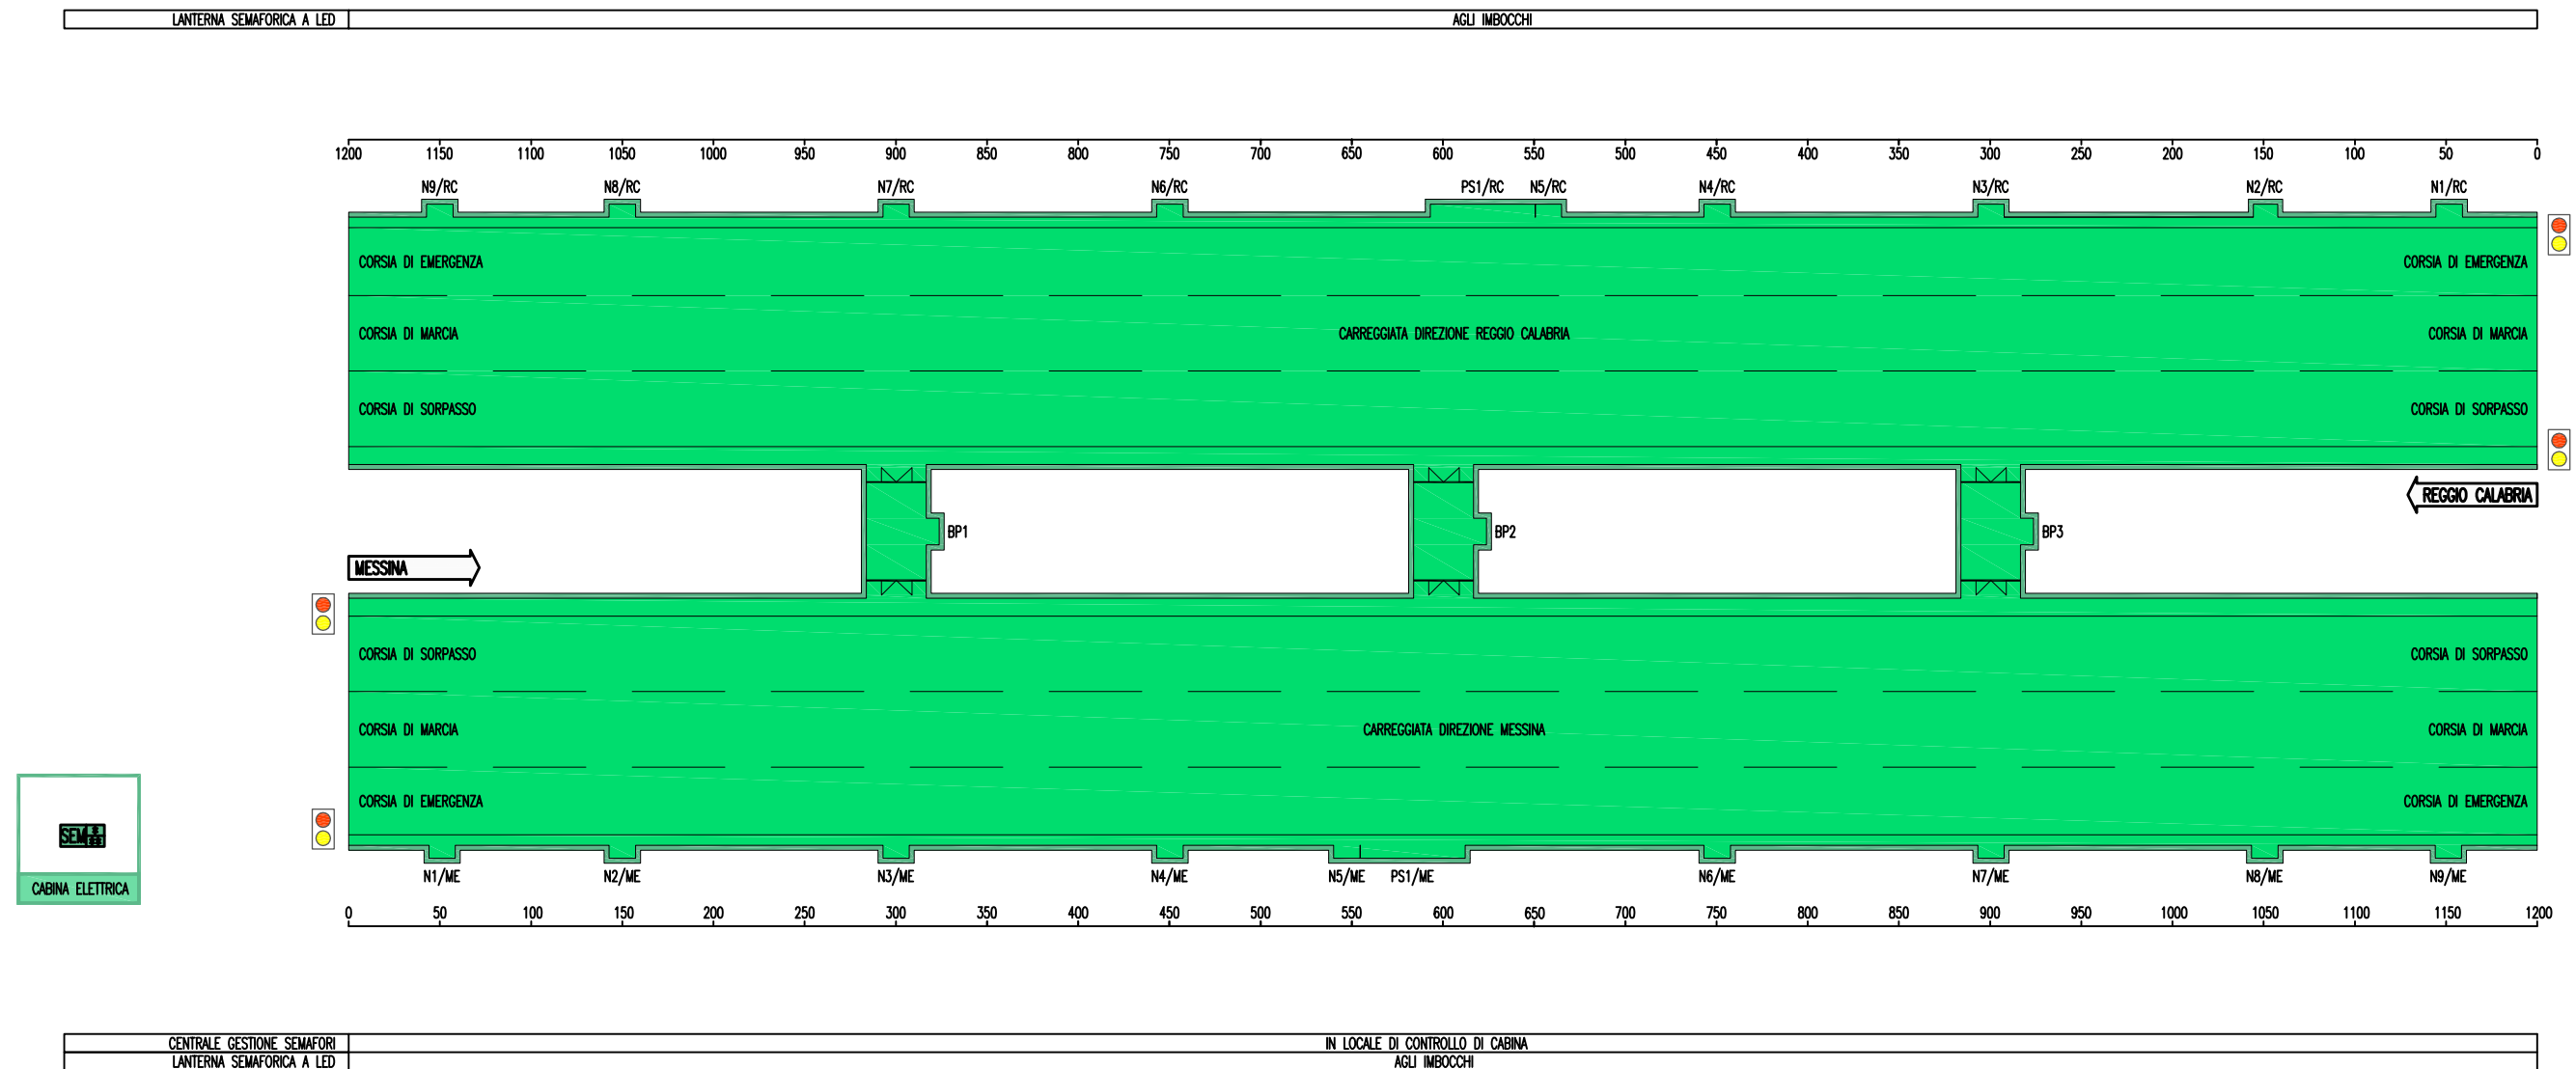 LANTERNA SEMAFORICA A LED AGLI IMBOCCHI
1200 1150 1100 1050 1000 950 900 850 800 750 700 650 600 550 500 450 400 350 300 250 200 150 100 50 0
N9/RC N8/RC N7/RC N6/RC PS1/RC N5/RC N4/RC N3/RC N2/RC N1/RC
CORSIA DI EMERGENZA CORSIA DI EMERGENZA
CORSIA DI MARCIA CARREGGIATA DIREZIONE REGGIO CALABRIA CORSIA DI MARCIA
CORSIA DI SORPASSO CORSIA DI SORPASSO
REGGIO CALABRIA
BP1 BP2 BP3
MESSINA
CORSIA DI SORPASSO CORSIA DI SORPASSO
CORSIA DI MARCIA CARREGGIATA DIREZIONE MESSINA CORSIA DI MARCIA
CORSIA DI EMERGENZA CORSIA DI EMERGENZA
SEM
CABINA ELETTRICA
N1/ME N2/ME N3/ME N4/ME N5/ME PS1/ME N6/ME N7/ME N8/ME N9/ME
0 50 100 150 200 250 300 350 400 450 500 550 600 650 700 750 800 850 900 950 1000 1050 1100 1150 1200
CENTRALE GESTIONE SEMAFORI IN LOCALE DI CONTROLLO DI CABINA
LANTERNA SEMAFORICA A LED AGLI IMBOCCHI